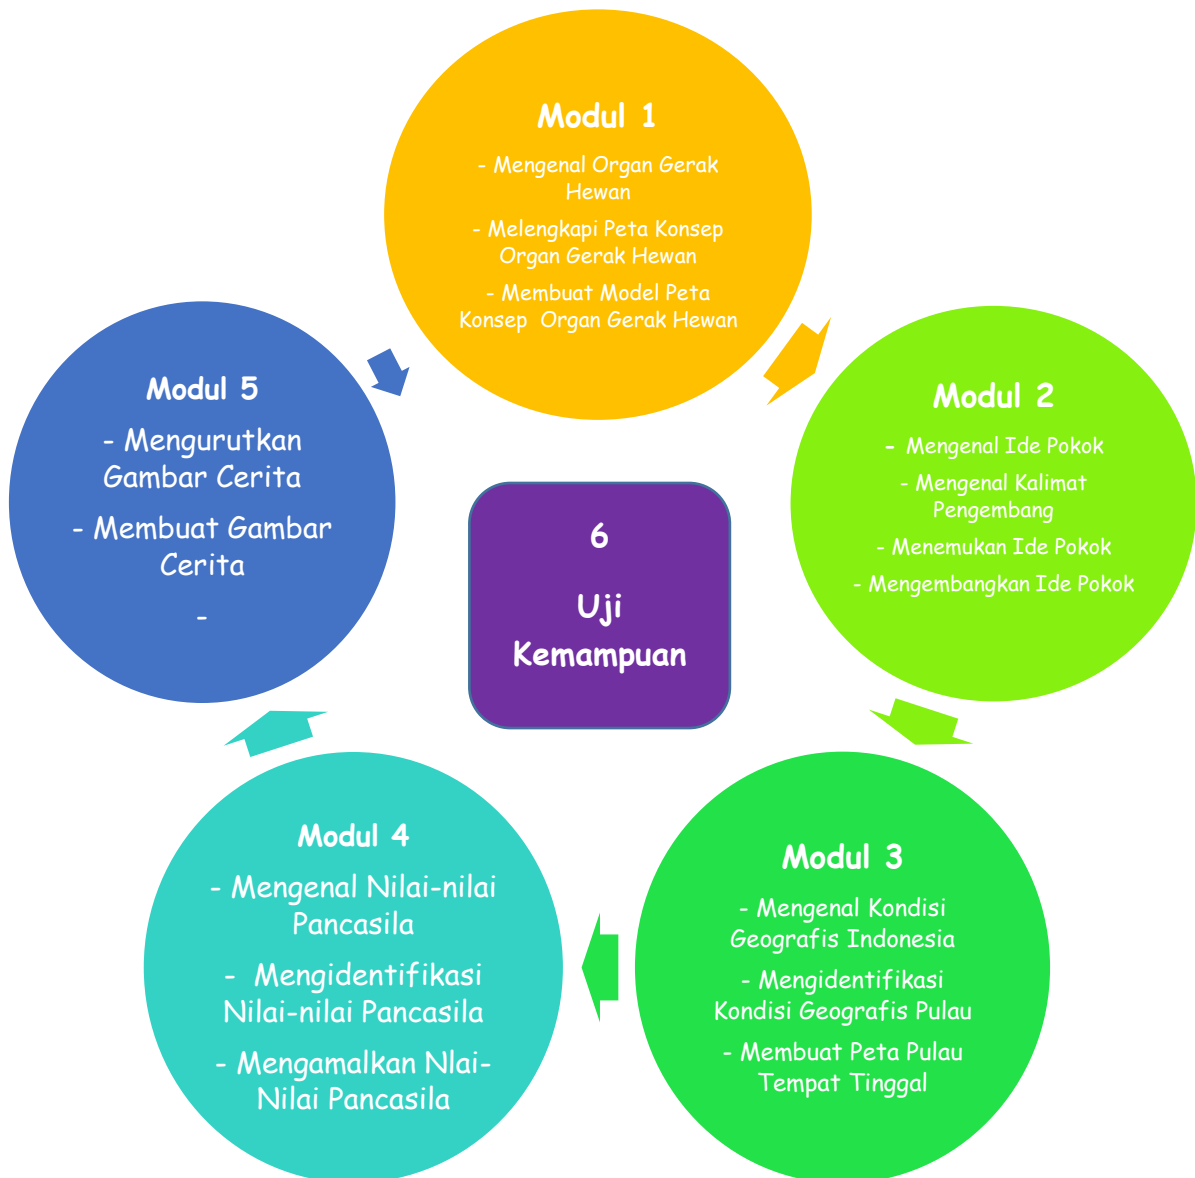 Modul 1
- Mengenal Organ Gerak
Hewan
- Melengkapi Peta Konsep
Organ Gerak Hewan
- Membuat Model Peta
Konsep Organ Gerak Hewan
Modul 2
- Mengenal Ide Pokok
- Mengenal Kalimat
Pengembang
- Menemukan Ide Pokok
- Mengembangkan Ide Pokok
Modul 3
- Mengenal Kondisi
Geografis Indonesia
- Mengidentifikasi
Kondisi Geografis Pulau
- Membuat Peta Pulau
Tempat Tinggal
Modul 4
- Mengenal Nilai-nilai
Pancasila
- Mengidentifikasi
Nilai-nilai Pancasila
- Mengamalkan Nlai-
Nilai Pancasila
Modul 5
- Mengurutkan
Gambar Cerita
- Membuat Gambar
Cerita
-
6
Uji
Kemampuan